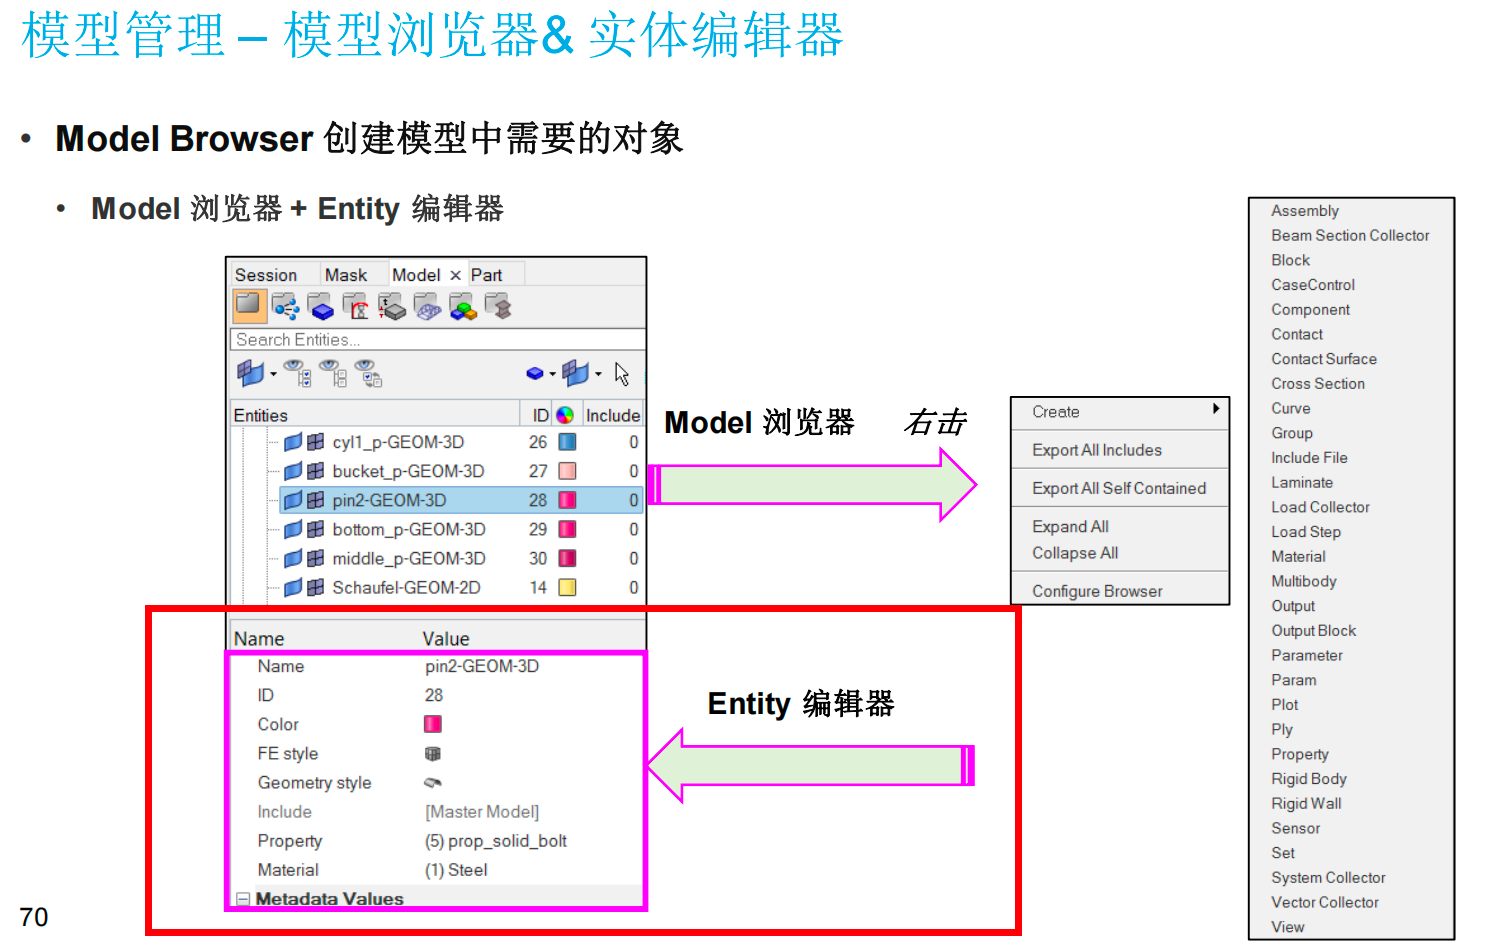 模型管理 – 模型浏览器& 实体编辑器
• Model Browser 创建模型中需要的对象
• Model 浏览器 + Entity 编辑器
Session Mask Model × Part
Search Entities...
Entities ID Include
cyl1_p-GEOM-3D 26 0
bucket_p-GEOM-3D 27 0
pin2-GEOM-3D 28 0
bottom_p-GEOM-3D 29 0
middle_p-GEOM-3D 30 0
Schaufel-GEOM-2D 14 0
Name Value
Name pin2-GEOM-3D
ID 28
Color
FE style
Geometry style
Include [Master Model]
Property (5) prop_solid_bolt
Material (1) Steel
Metadata Values
Model 浏览器 右击
Entity 编辑器
Create
Export All Includes
Export All Self Contained
Expand All
Collapse All
Configure Browser
Assembly
Beam Section Collector
Block
CaseControl
Component
Contact
Contact Surface
Cross Section
Curve
Group
Include File
Laminate
Load Collector
Load Step
Material
Multibody
Output
Output Block
Parameter
Param
Plot
Ply
Property
Rigid Body
Rigid Wall
Sensor
Set
System Collector
Vector Collector
View
70